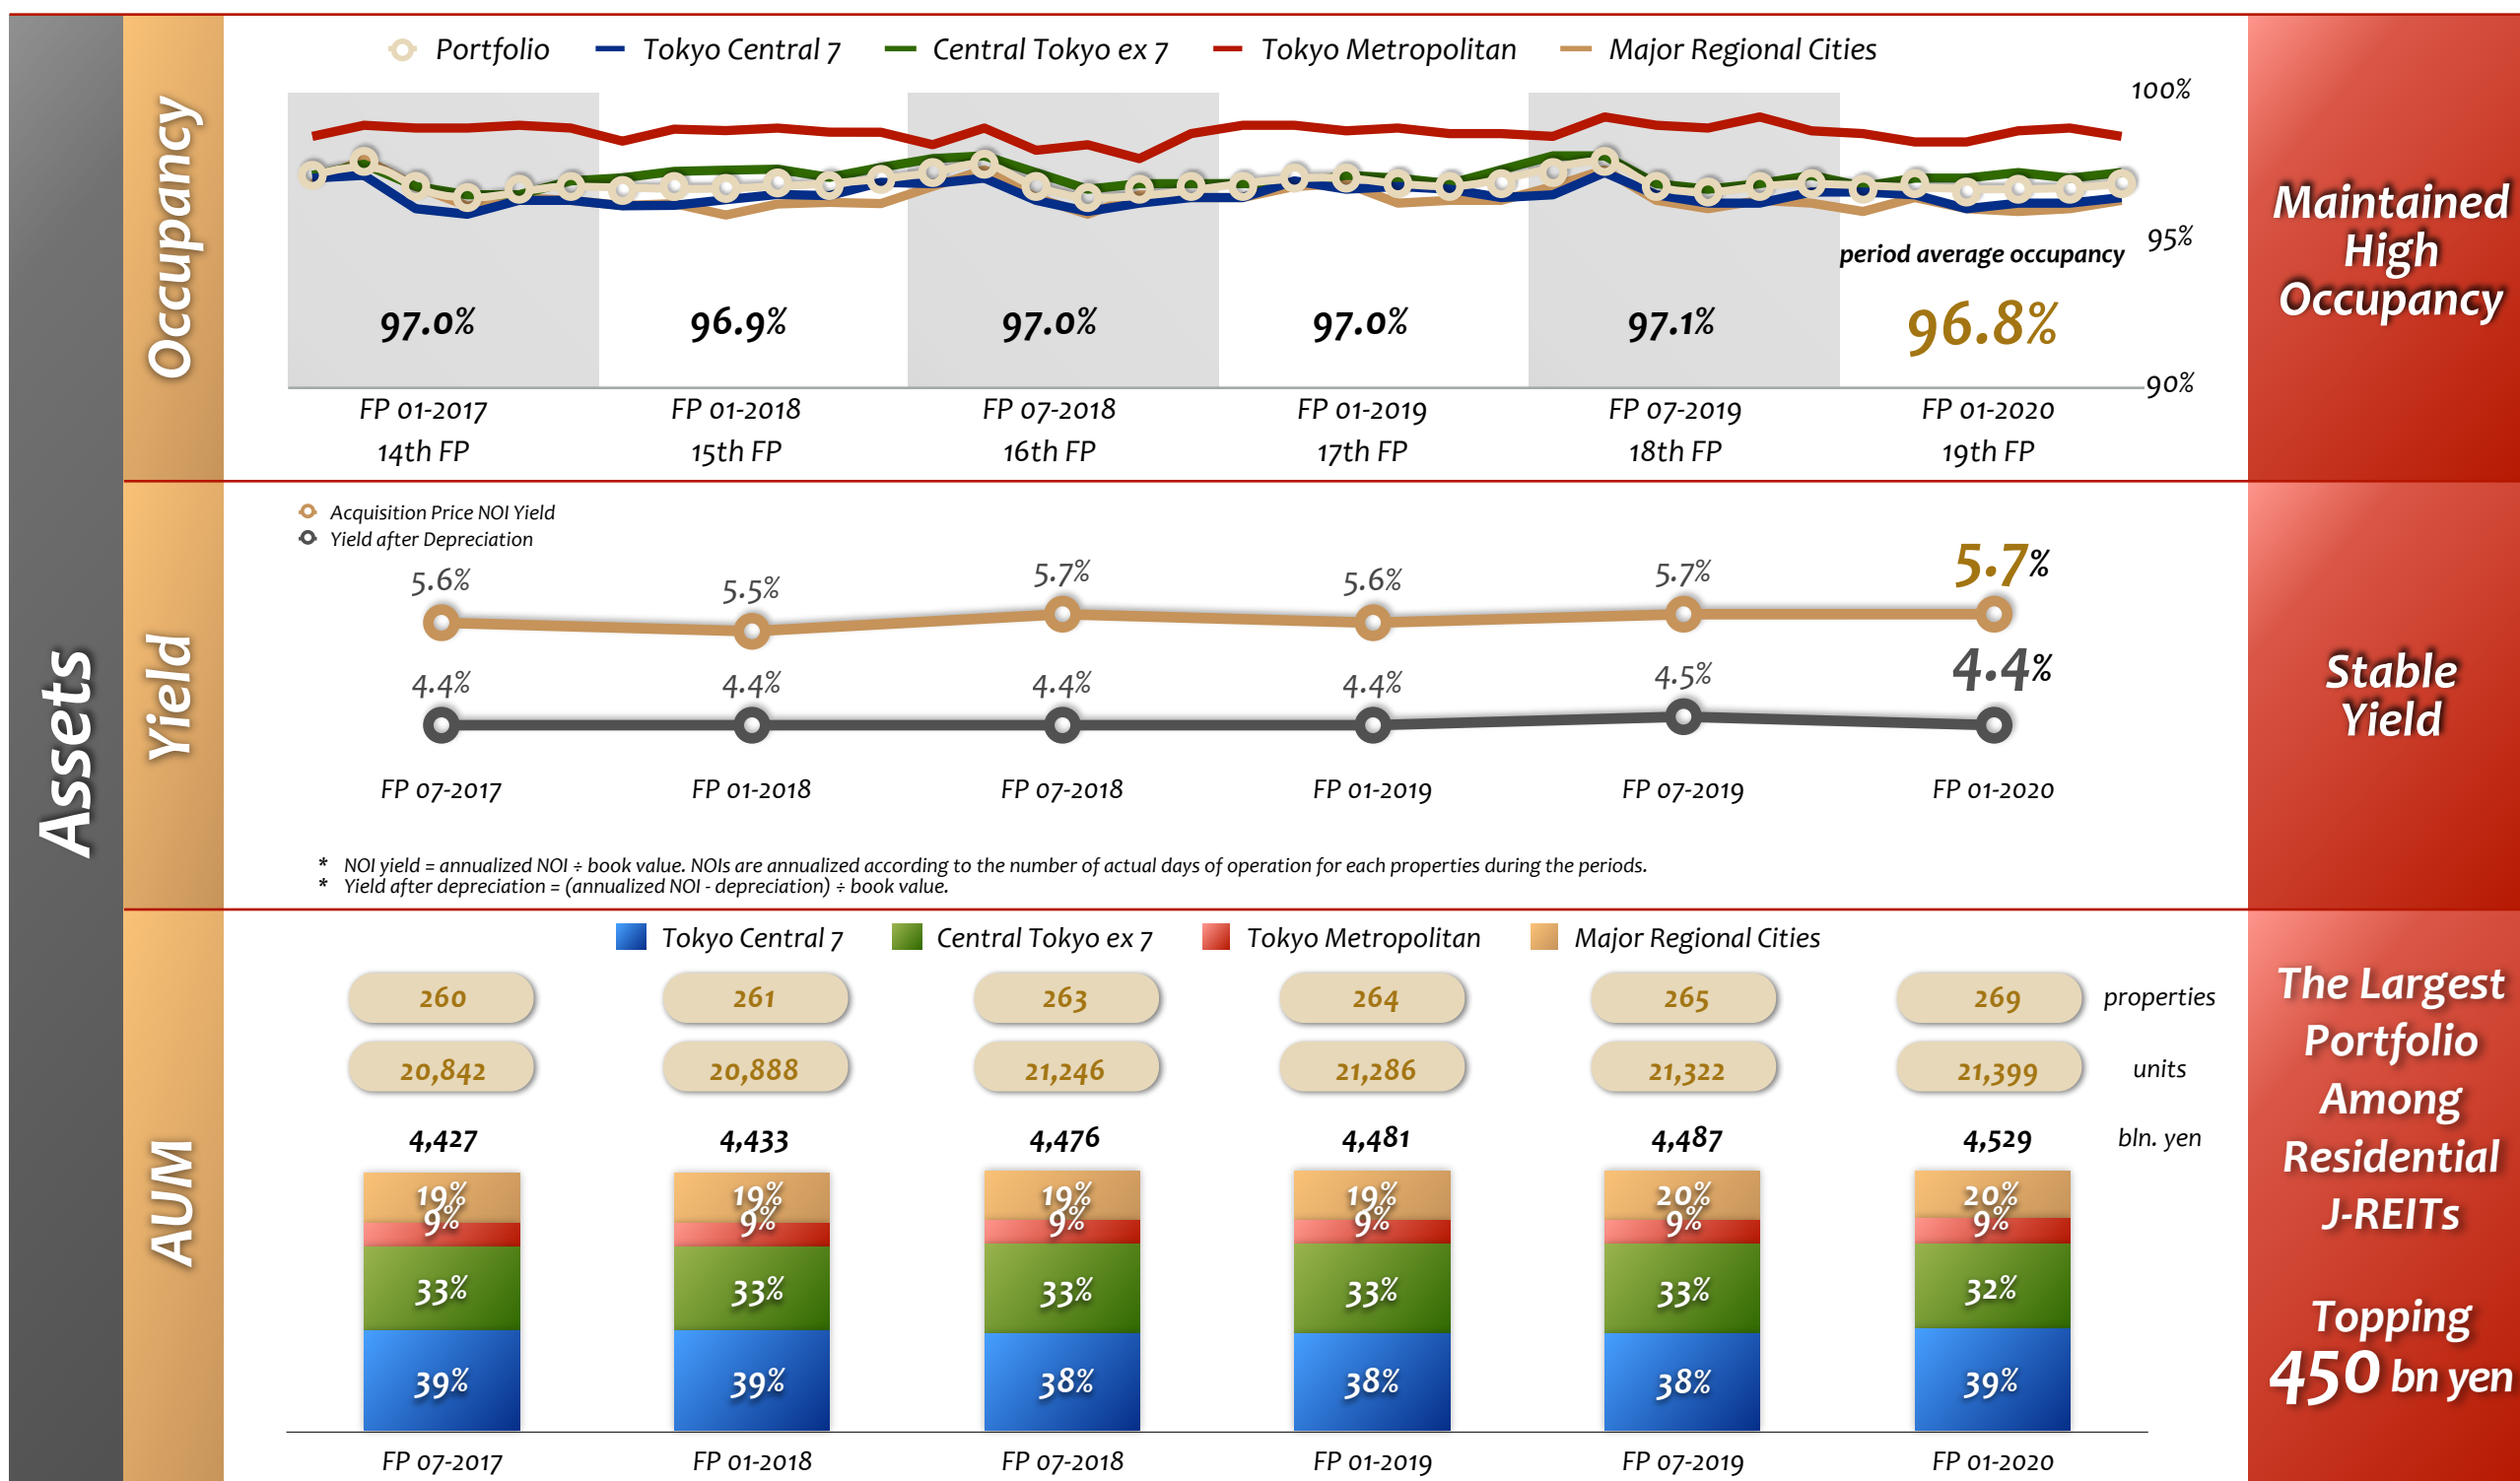 Assets
Occupancy
Portfolio Tokyo Central 7 Central Tokyo ex 7 Tokyo Metropolitan Major Regional Cities
100%
95%
90%
period average occupancy
97.0% 96.9% 97.0% 97.0% 97.1% 96.8%
FP 01-2017 FP 01-2018 FP 07-2018 FP 01-2019 FP 07-2019 FP 01-2020
14th FP 15th FP 16th FP 17th FP 18th FP 19th FP
Maintained
High
Occupancy
Yield
Acquisition Price NOI Yield
Yield after Depreciation
5.6% 5.5% 5.7% 5.6% 5.7% 5.7%
4.4% 4.4% 4.4% 4.4% 4.5% 4.4%
FP 07-2017 FP 01-2018 FP 07-2018 FP 01-2019 FP 07-2019 FP 01-2020
* NOI yield = annualized NOI ÷ book value. NOIs are annualized according to the number of actual days of operation for each properties during the periods.
* Yield after depreciation = (annualized NOI - depreciation) ÷ book value.
Stable
Yield
AUM
Tokyo Central 7 Central Tokyo ex 7 Tokyo Metropolitan Major Regional Cities
260 261 263 264 265 269 properties
20,842 20,888 21,246 21,286 21,322 21,399 units
4,427 4,433 4,476 4,481 4,487 4,529 bln. yen
19% 19% 19% 19% 20% 20%
9% 9% 9% 9% 9% 9%
33% 33% 33% 33% 33% 32%
39% 39% 38% 38% 38% 39%
FP 07-2017 FP 01-2018 FP 07-2018 FP 01-2019 FP 07-2019 FP 01-2020
The Largest
Portfolio
Among
Residential
J-REITs
Topping
450 bn yen